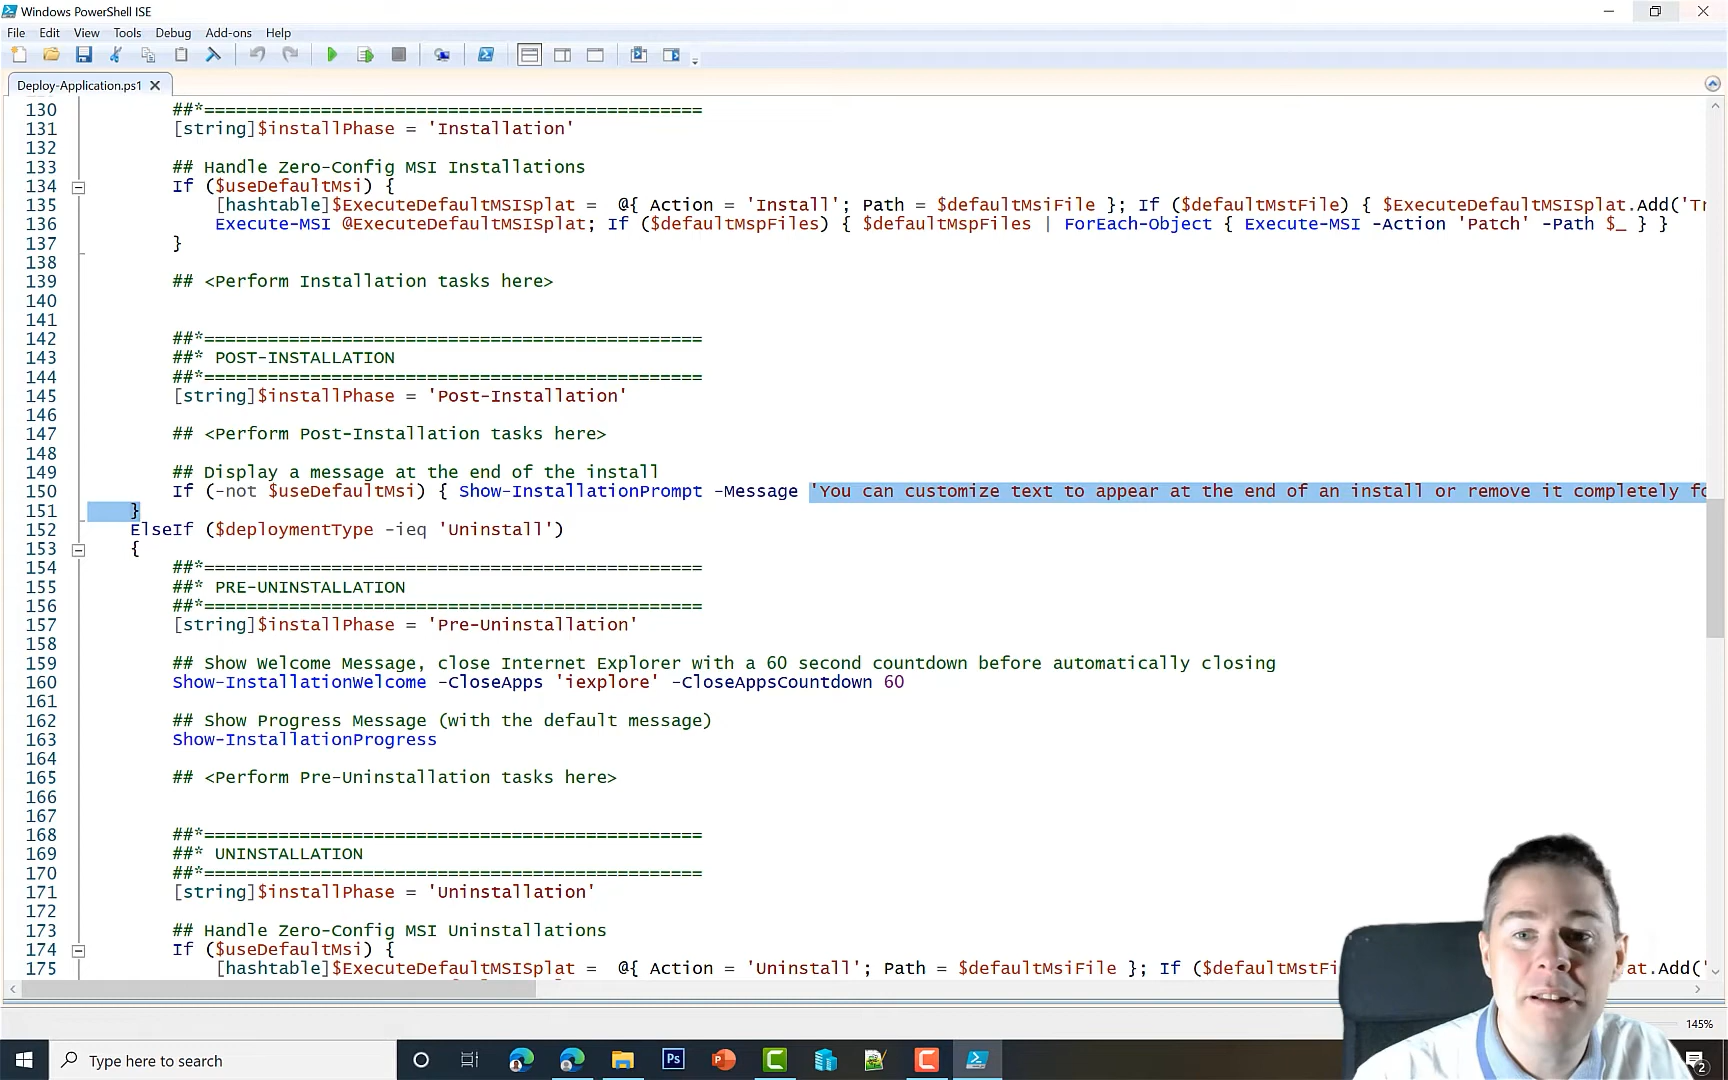 Windows PowerShell ISE
File Edit View Tools Debug Add-ons Help
Deploy-Application.ps1
130 ##*===============================================
131 [string]$installPhase = 'Installation'
132
133 ## Handle Zero-Config MSI Installations
134 If ($useDefaultMsi) {
135 [hashtable]$ExecuteDefaultMSISplat =  @{ Action = 'Install'; Path = $defaultMsiFile }; If ($defaultMstFile) { $ExecuteDefaultMSISplat.Add('Tr
136 Execute-MSI @ExecuteDefaultMSISplat; If ($defaultMspFiles) { $defaultMspFiles | ForEach-Object { Execute-MSI -Action 'Patch' -Path $_ } }
137 }
138
139 ## <Perform Installation tasks here>
140
141
142 ##*===============================================
143 ##* POST-INSTALLATION
144 ##*===============================================
145 [string]$installPhase = 'Post-Installation'
146
147 ## <Perform Post-Installation tasks here>
148
149 ## Display a message at the end of the install
150 If (-not $useDefaultMsi) { Show-InstallationPrompt -Message 'You can customize text to appear at the end of an install or remove it completely fo
151 }
152 ElseIf ($deploymentType -ieq 'Uninstall')
153 {
154 ##*===============================================
155 ##* PRE-UNINSTALLATION
156 ##*===============================================
157 [string]$installPhase = 'Pre-Uninstallation'
158
159 ## Show Welcome Message, close Internet Explorer with a 60 second countdown before automatically closing
160 Show-InstallationWelcome -CloseApps 'iexplore' -CloseAppsCountdown 60
161
162 ## Show Progress Message (with the default message)
163 Show-InstallationProgress
164
165 ## <Perform Pre-Uninstallation tasks here>
166
167
168 ##*===============================================
169 ##* UNINSTALLATION
170 ##*===============================================
171 [string]$installPhase = 'Uninstallation'
172
173 ## Handle Zero-Config MSI Uninstallations
174 If ($useDefaultMsi) {
175 [hashtable]$ExecuteDefaultMSISplat =  @{ Action = 'Uninstall'; Path = $defaultMsiFile }; If ($defaultMstFi at.Add('
145%
Type here to search
Ps
2